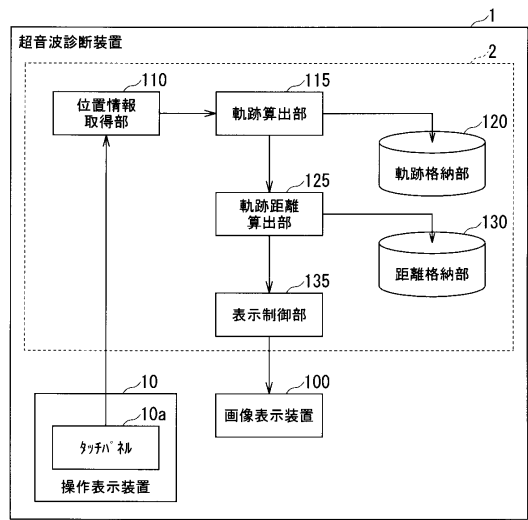 1
超音波診断装置
2
110
位置情報
取得部
115
軌跡算出部
120
軌跡格納部
125
軌跡距離
算出部
130
距離格納部
135
表示制御部
10
10a
タッチパネル
操作表示装置
100
画像表示装置